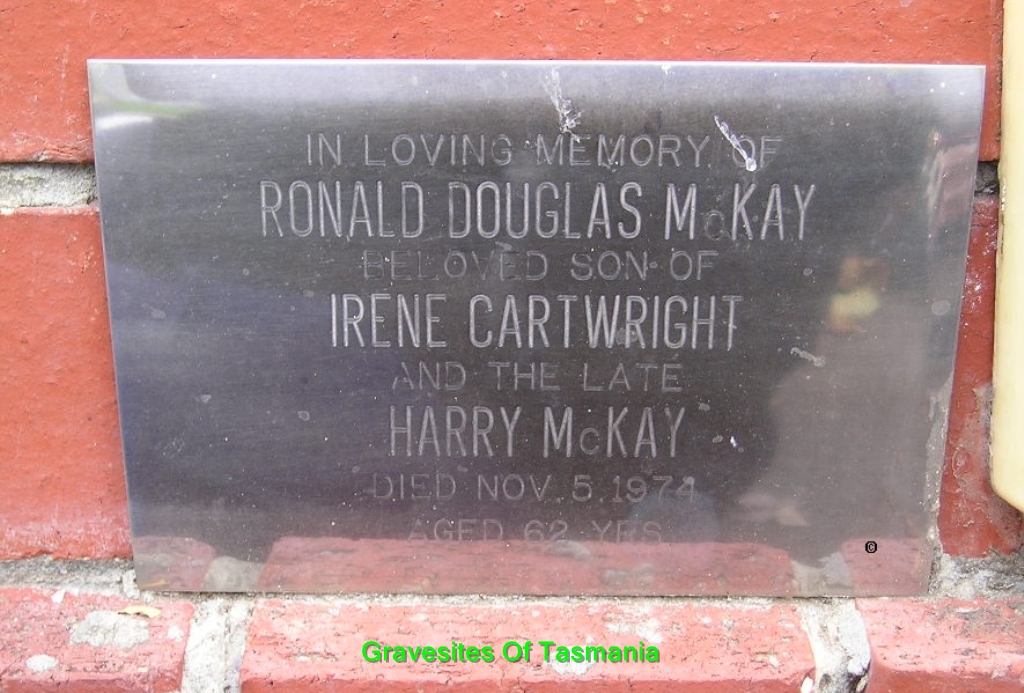 IN LOVING MEMORY OF
RONALD DOUGLAS McKAY
BELOVED SON OF
IRENE CARTWRIGHT
AND THE LATE
HARRY McKAY
DIED NOV. 5. 1974
AGED 62 YRS.
©
Gravesites Of Tasmania